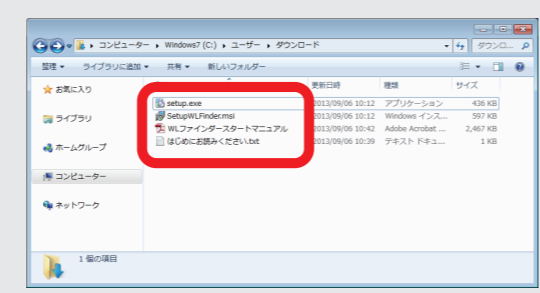 コンピューター ▸ Windows7 (C:) ▸ ユーザー ▸ ダウンロード
ダウンロ...
整理 ライブラリに追加 共有 新しいフォルダー
更新日時 種類 サイズ
お気に入り
ライブラリ
ホームグループ
コンピューター
ネットワーク
setup.exe 2013/09/06 10:12 アプリケーション 436 KB
SetupWLFinder.msi 2013/09/06 10:12 Windows インス... 597 KB
WLファインダースタートマニュアル 2013/09/06 10:42 Adobe Acrobat ... 2,467 KB
はじめにお読みください.txt 2013/09/06 10:39 テキスト ドキュ... 1 KB
1 個の項目